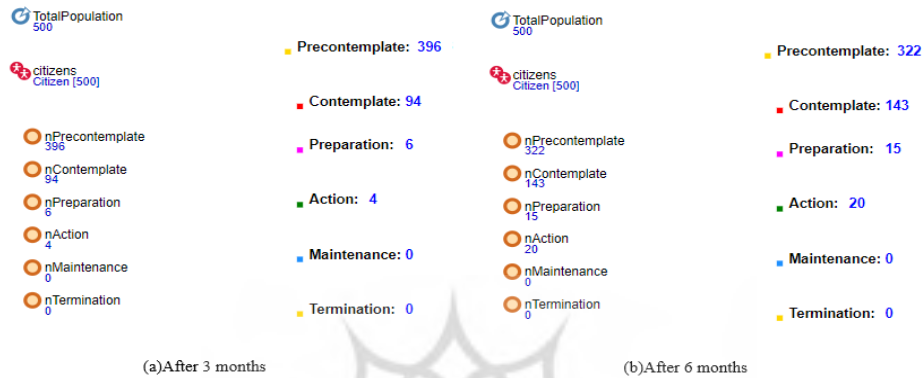 TotalPopulation
500
citizens
Citizen [500]
nPrecontemplate
396
nContemplate
94
nPreparation
6
nAction
4
nMaintenance
0
nTermination
0
Precontemplate: 396
Contemplate: 94
Preparation: 6
Action: 4
Maintenance: 0
Termination: 0
(a)After 3 months
TotalPopulation
500
citizens
Citizen [500]
nPrecontemplate
322
nContemplate
143
nPreparation
15
nAction
20
nMaintenance
0
nTermination
0
Precontemplate: 322
Contemplate: 143
Preparation: 15
Action: 20
Maintenance: 0
Termination: 0
(b)After 6 months